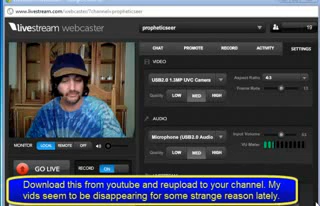 www.livestream.com/webcaster/?channel=propheticseer
livestream webcaster
propheticseer
CHAT PROMOTE RECORD ACTIVITY SETTINGS
VIDEO
USB2.0 1.3MP UVC Camera
Aspect Ratio 4:3
Quality LOW MED HIGH
Frame Rate
AUDIO
Microphone (USB2.0 Audio
Input Volume
Quality LOW MED HIGH
VU Meter
MONITOR LOCAL REMOTE OFF
GO LIVE
RECORD ON
Download this from youtube and reupload to your channel. My
vids seem to be disappearing for some strange reason lately.